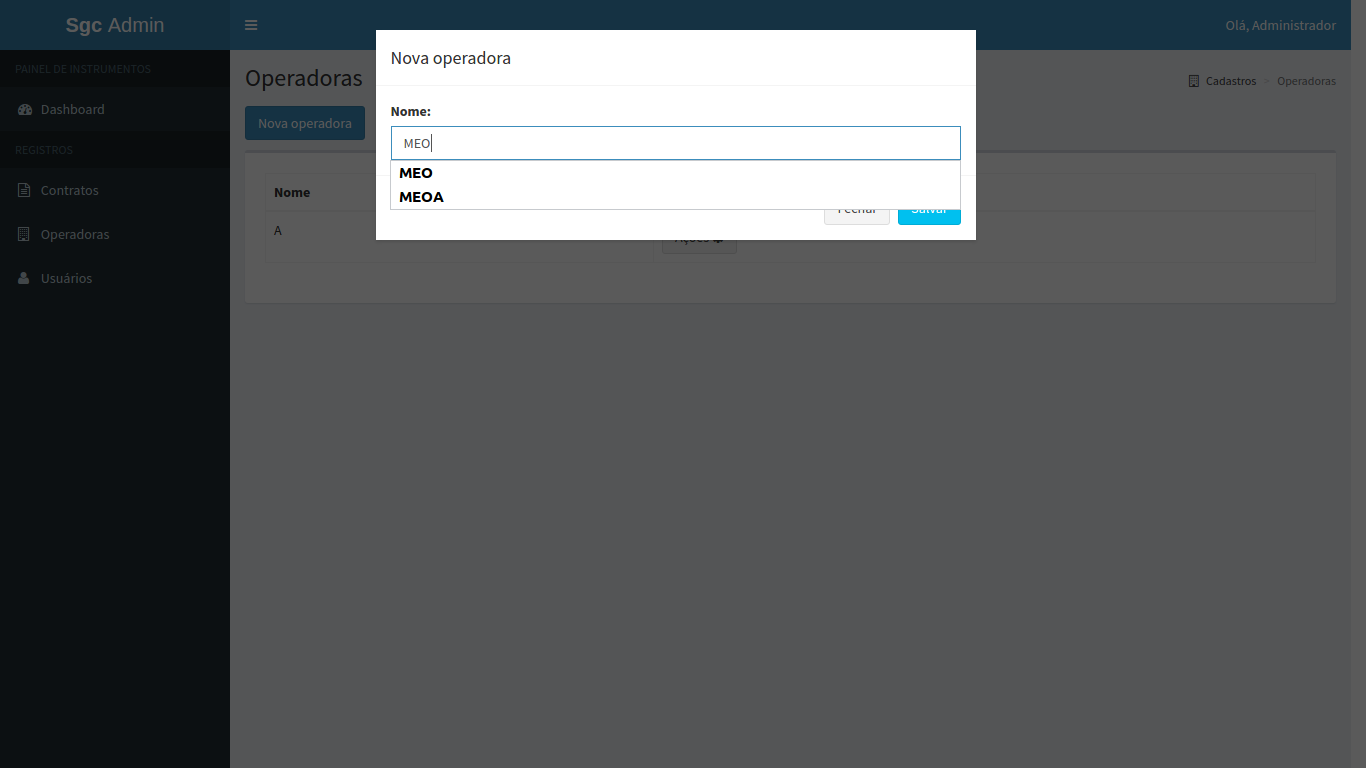 Sgc Admin
Olá, Administrador
PAINEL DE INSTRUMENTOS
Dashboard
REGISTROS
Contratos
Operadoras
Usuários
Operadoras
Cadastros > Operadoras
Nova operadora
Nome
A
Nova operadora
Nome:
MEO
MEO
MEOA
Fechar
Salvar